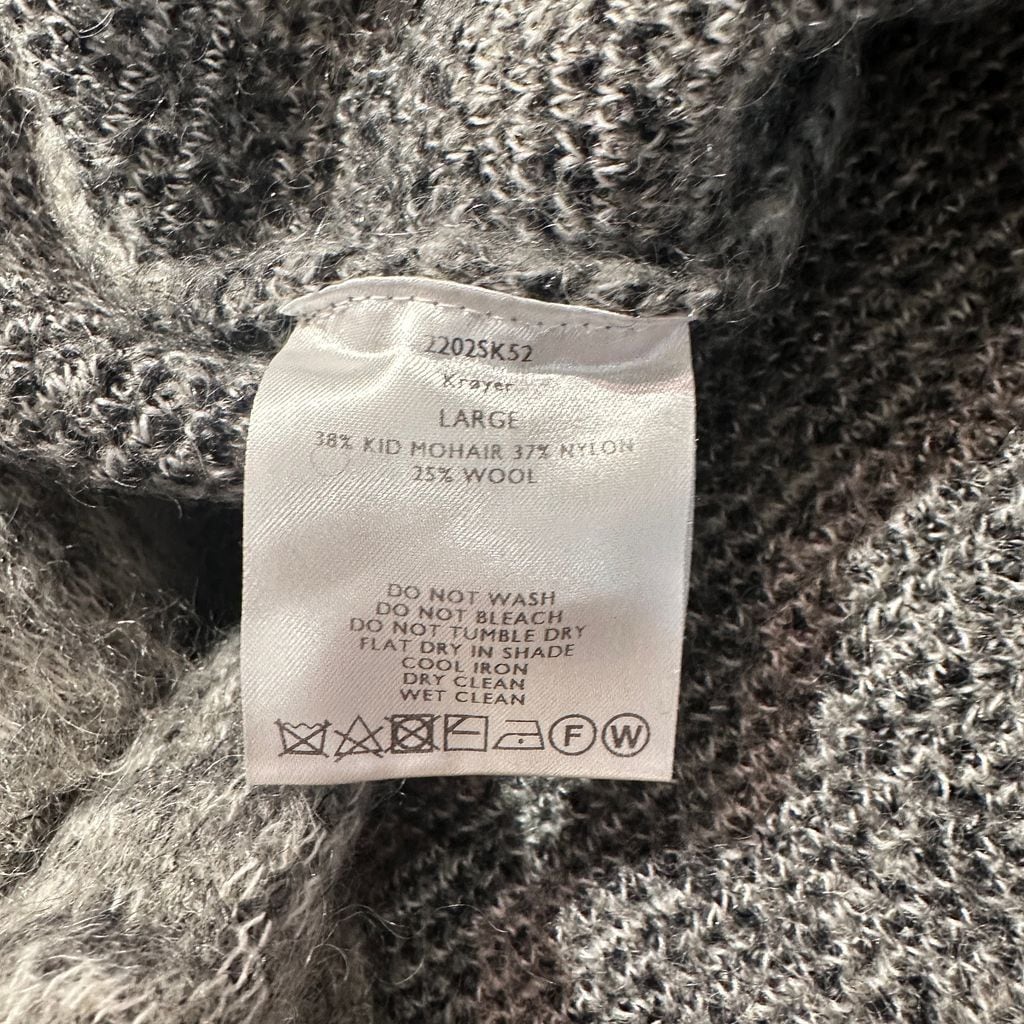 2202SK52
Krayer
LARGE
38% KID MOHAIR 37% NYLON
25% WOOL
DO NOT WASH
DO NOT BLEACH
DO NOT TUMBLE DRY
FLAT DRY IN SHADE
COOL IRON
DRY CLEAN
WET CLEAN
F W